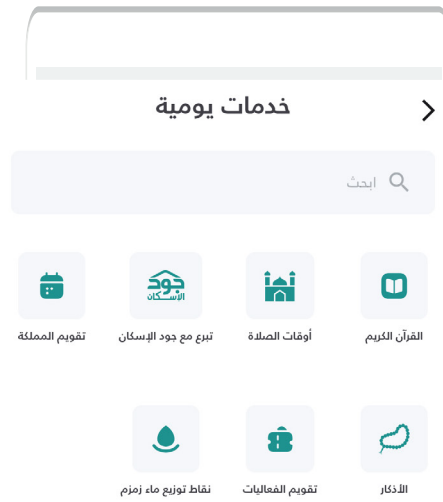 خدمات يومية
ابحث
القرآن الكريم
أوقات الصلاة
جود
الإسكان
تبرع مع جود الإسكان
تقويم المملكة
الأذكار
تقويم الفعاليات
نقاط توزيع ماء زمزم